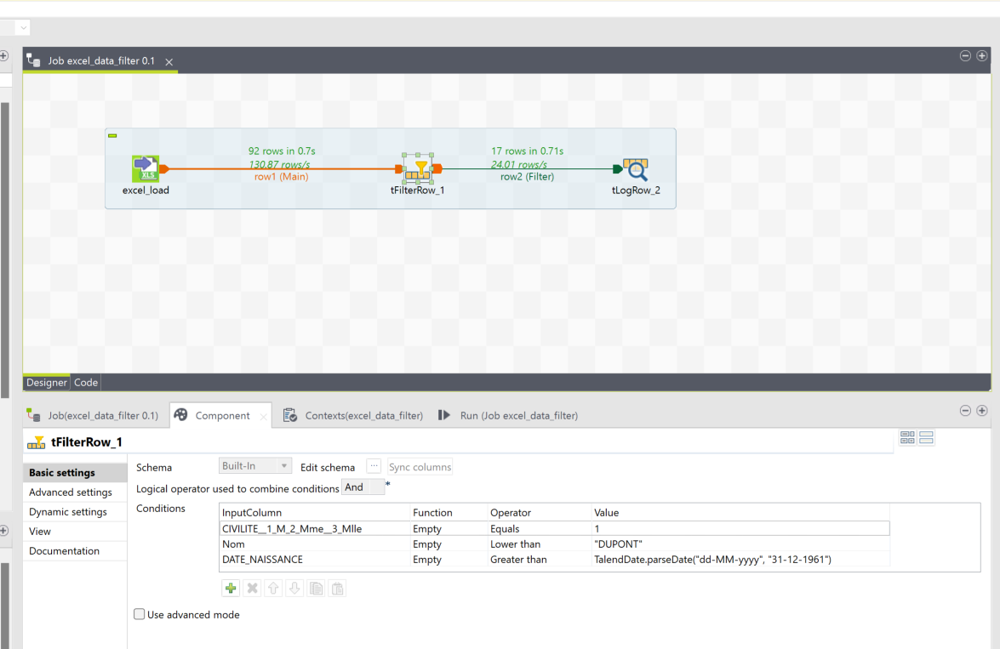 Job excel_data_filter 0.1
92 rows in 0.7s
130.87 rows/s
row1 (Main)
17 rows in 0.71s
24.01 rows/s
row2 (Filter)
XLS
excel_load
tFilterRow_1
tLogRow_2
Designer Code
Job(excel_data_filter 0.1) Component Contexts(excel_data_filter) Run (Job excel_data_filter)
tFilterRow_1
Basic settings
Advanced settings
Dynamic settings
View
Documentation
Schema Built-In Edit schema ... Sync columns
Logical operator used to combine conditions And *
Conditions
InputColumn Function Operator Value
CIVILITE__1_M_2_Mme__3_Mlle Empty Equals 1
Nom Empty Lower than "DUPONT"
DATE_NAISSANCE Empty Greater than TalendDate.parseDate("dd-MM-yyyy", "31-12-1961")
Use advanced mode